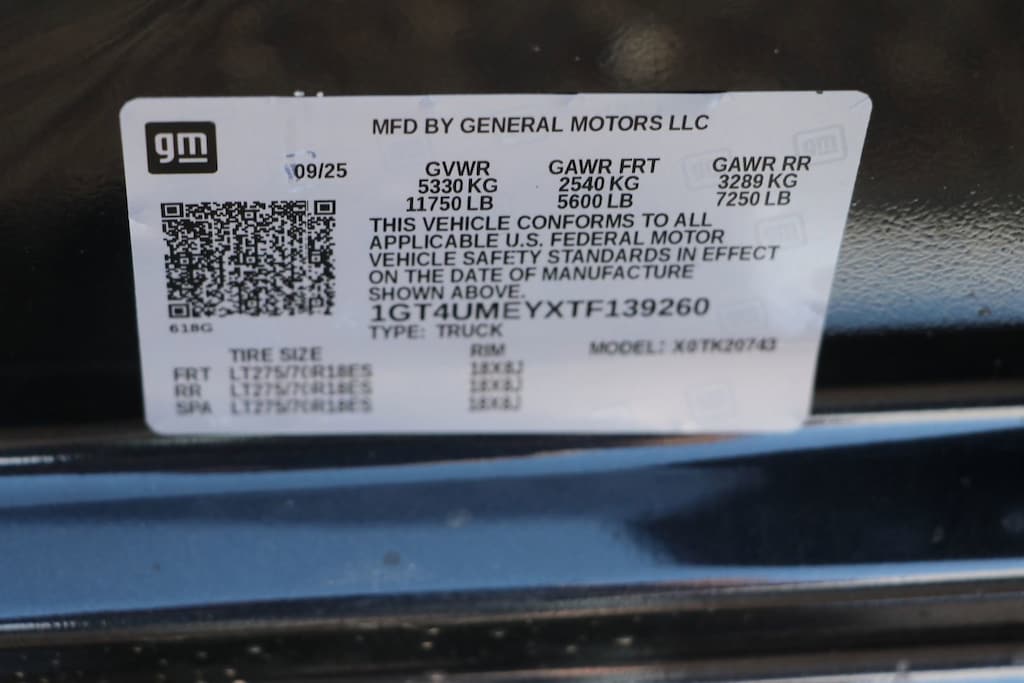 gm
MFD BY GENERAL MOTORS LLC
09/25
GVWR GAWR FRT GAWR RR
5330 KG 2540 KG 3289 KG
11750 LB 5600 LB 7250 LB
THIS VEHICLE CONFORMS TO ALL
APPLICABLE U.S. FEDERAL MOTOR
VEHICLE SAFETY STANDARDS IN EFFECT
ON THE DATE OF MANUFACTURE
SHOWN ABOVE.
1GT4UMEYXTF139260
618G
TYPE: TRUCK
MODEL: X0TK20743
TIRE SIZE RIM
FRT LT275/70R18ES 18X8J
RR LT275/70R18ES 18X8J
SPA LT275/70R18ES 18X8J